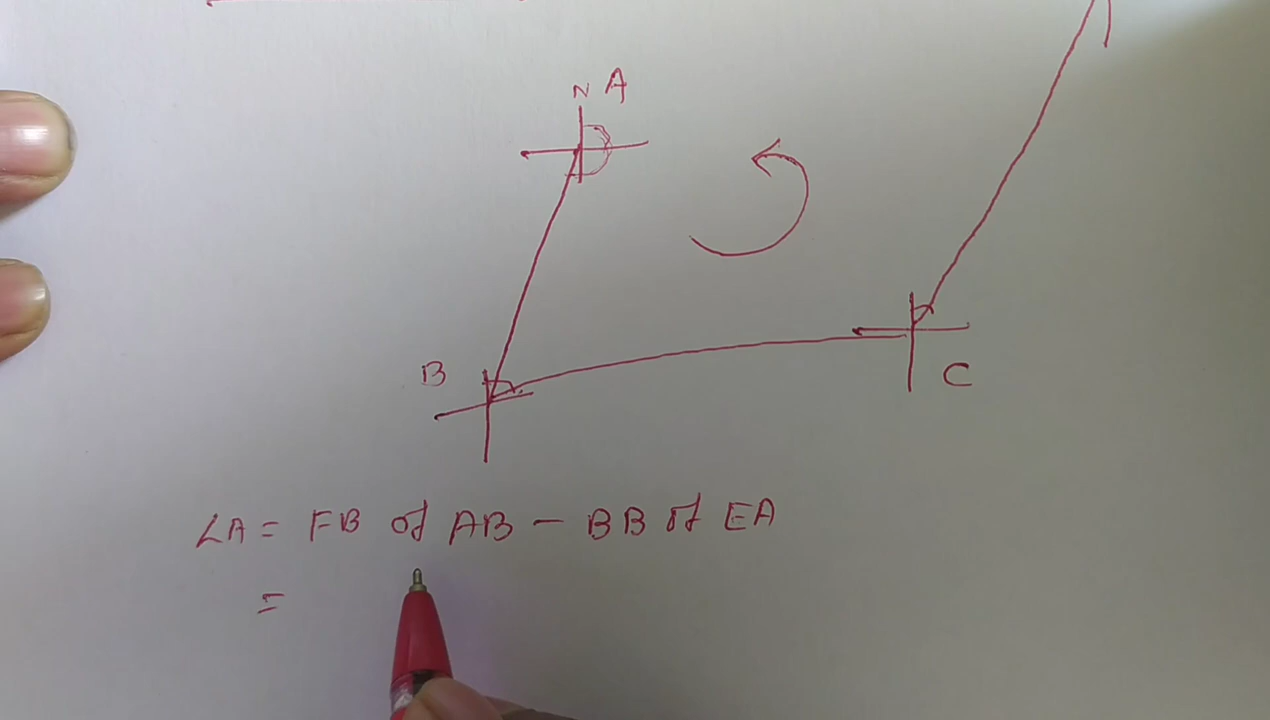 N A
B
C
∠A = FB of AB - BB of EA
=